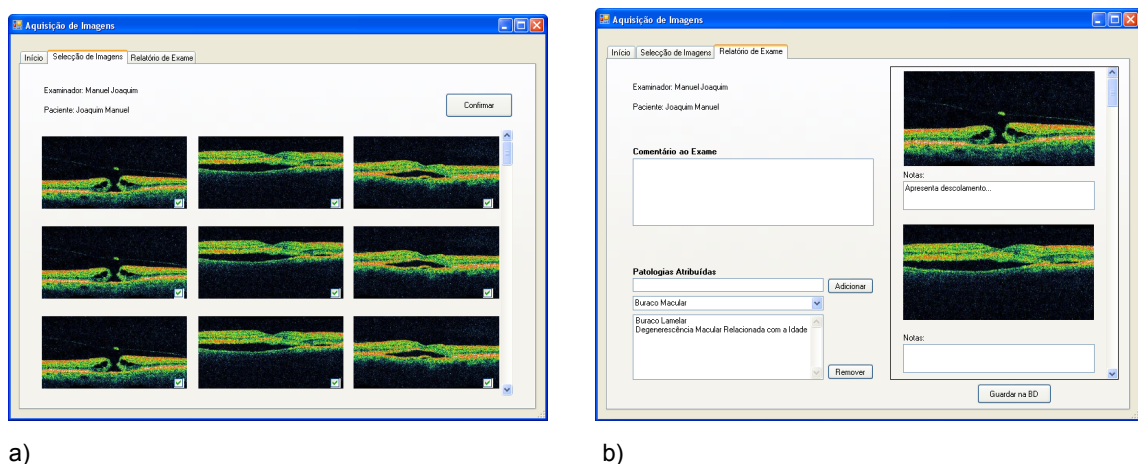 Aquisição de Imagens
Início Selecção de Imagens Relatório de Exame
Examinador: Manuel Joaquim
Paciente: Joaquim Manuel
Confirmar
a)
Aquisição de Imagens
Início Selecção de Imagens Relatório de Exame
Examinador: Manuel Joaquim
Paciente: Joaquim Manuel
Comentário ao Exame
Patologias Atribuídas
Adicionar
Buraco Macular
Buraco Lamelar
Degenerescência Macular Relacionada com a Idade
Remover
Notas:
Apresenta descolamento...
Notas:
Guardar na BD
b)